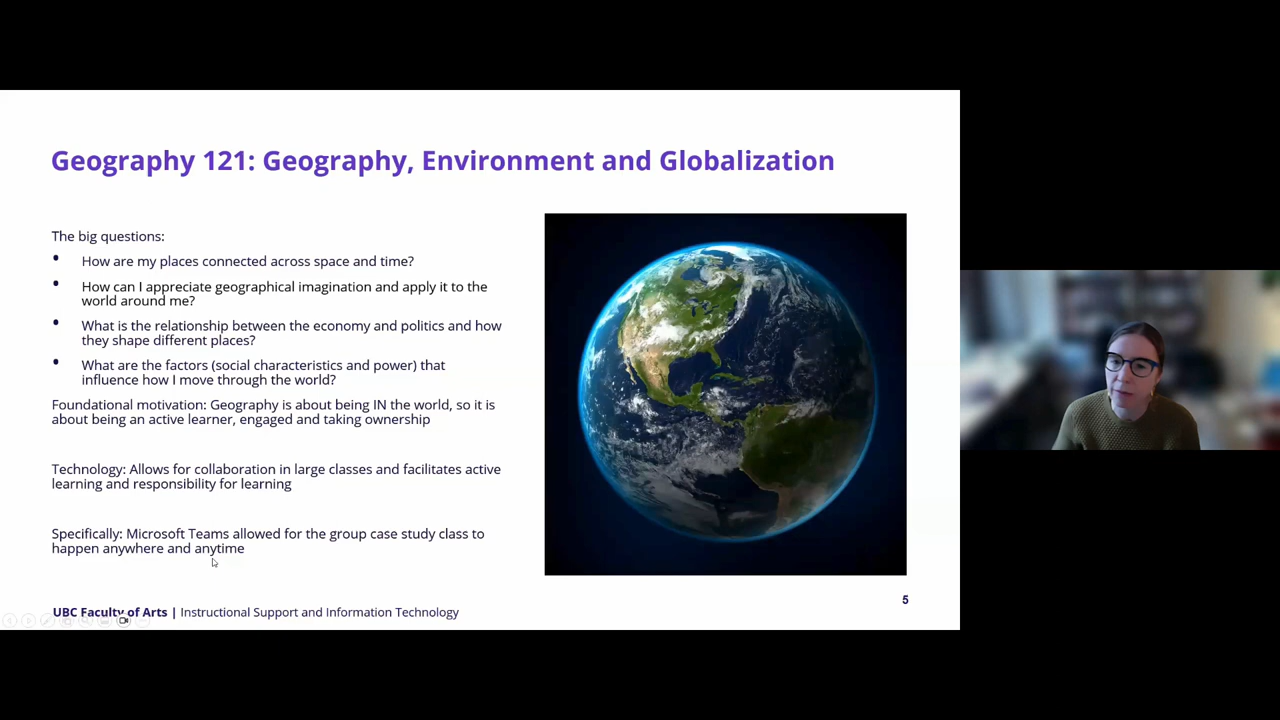 Geography 121: Geography, Environment and Globalization
The big questions:
• How are my places connected across space and time?
• How can I appreciate geographical imagination and apply it to the
world around me?
• What is the relationship between the economy and politics and how
they shape different places?
• What are the factors (social characteristics and power) that
influence how I move through the world?
Foundational motivation: Geography is about being IN the world, so it is
about being an active learner, engaged and taking ownership
Technology: Allows for collaboration in large classes and facilitates active
learning and responsibility for learning
Specifically: Microsoft Teams allowed for the group case study class to
happen anywhere and anytime
5
UBC Faculty of Arts | Instructional Support and Information Technology